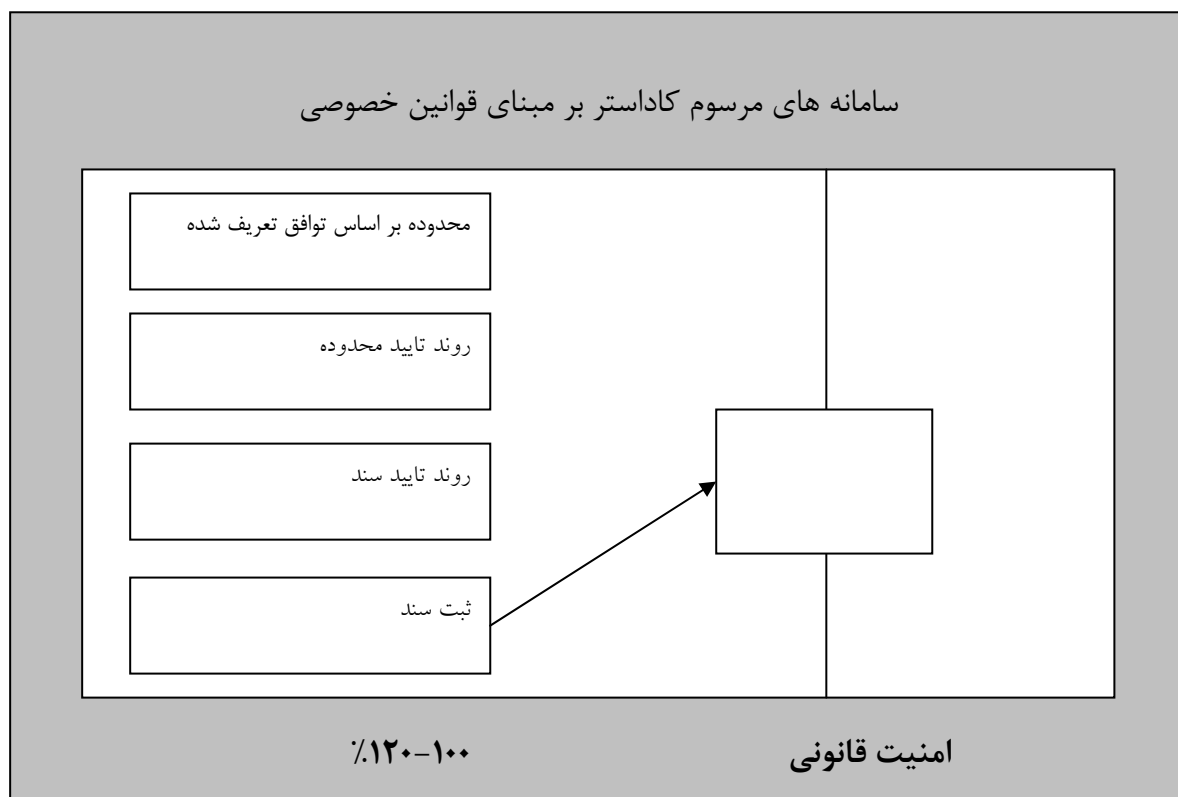 سامانه های مرسوم کاداستر بر مبنای قوانین خصوصی
محدوده بر اساس توافق تعریف شده
روند تایید محدوده
روند تایید سند
ثبت سند
امنیت قانونی
۱۰۰-۱۲۰٪